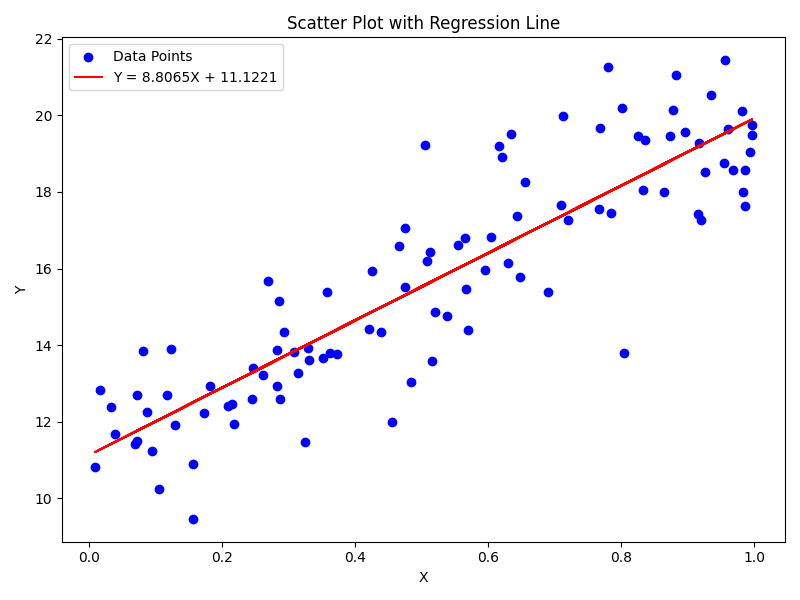 Scatter Plot with Regression Line
Data Points
Y = 8.8065X + 11.1221
22
20
18
16
14
12
10
Y
0.0 0.2 0.4 0.6 0.8 1.0
X